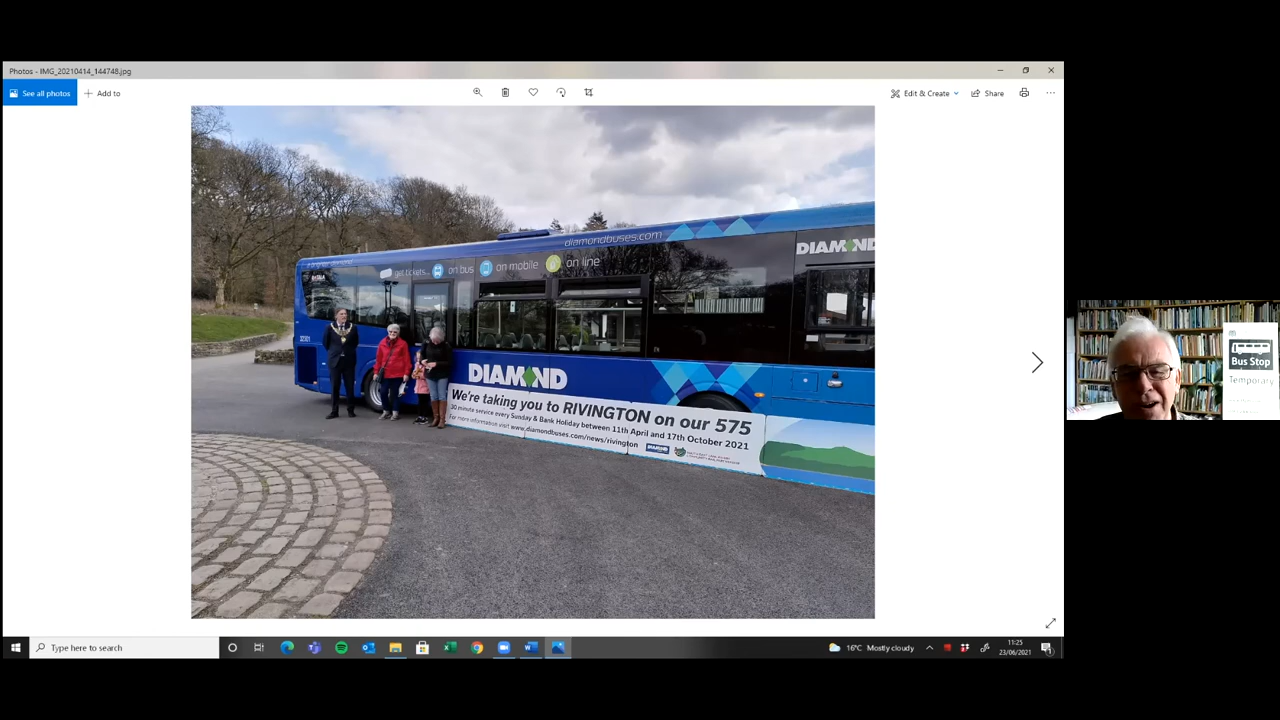 Photos - IMG_20210414_144748.jpg
See all photos
Add to
Edit & Create
Share
diamondbuses.com
DIAMOND
get tickets...
on bus
on mobile
on line
DIAMOND
We're taking you to RIVINGTON on our 575
30 minute service every Sunday & Bank Holiday between 11th April and 17th October 2021
For more information visit www.diamondbuses.com/news/rivington
Bus Stop
Temporary
Type here to search
16°C Mostly cloudy
11:25
23/06/2021